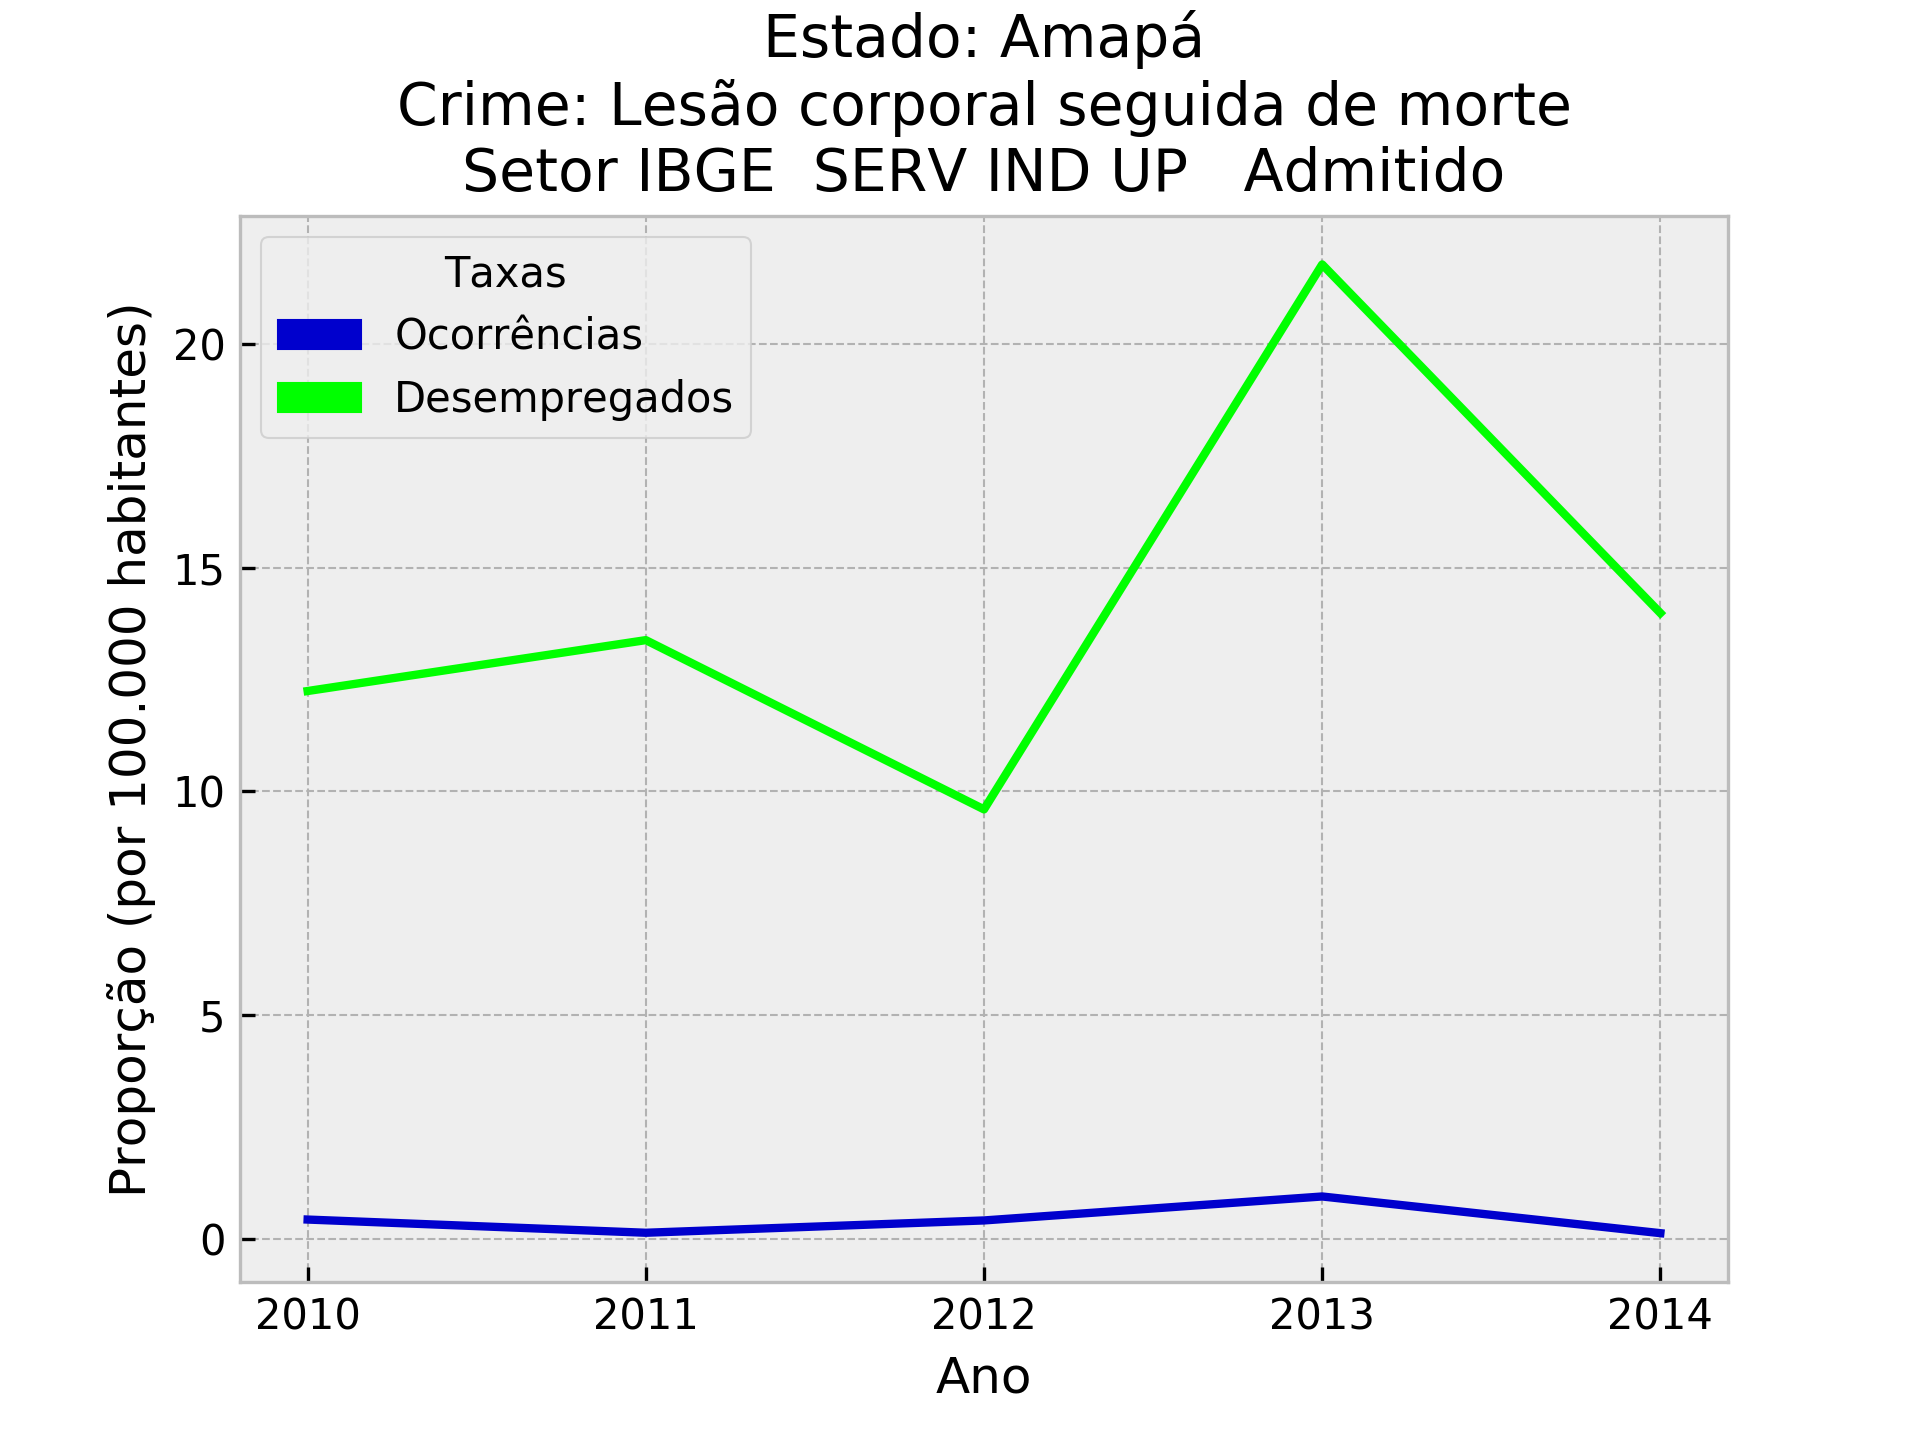 Estado: Amapá
Crime: Lesão corporal seguida de morte
Setor IBGE  SERV IND UP   Admitido
Taxas
Ocorrências
Desempregados
Proporção (por 100.000 habitantes)
20
15
10
5
0
2010 2011 2012 2013 2014
Ano